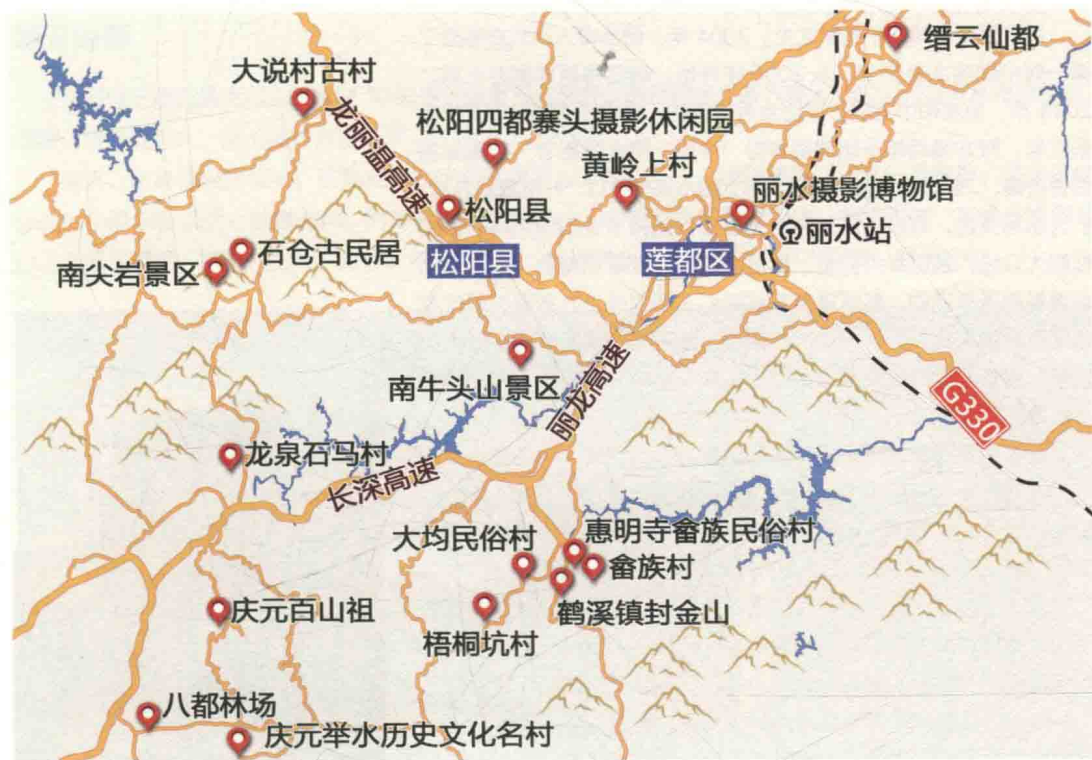 缙云仙都
大说村古村
龙丽温高速
松阳四都寨头摄影休闲园
黄岭上村
松阳县
丽水摄影博物馆
丽水站
石仓古民居
南尖岩景区
松阳县
莲都区
南牛头山景区
丽龙高速
G330
龙泉石马村
长深高速
大均民俗村
惠明寺畲族民俗村
畲族村
鹤溪镇封金山
梧桐坑村
庆元百山祖
八都林场
庆元举水历史文化名村